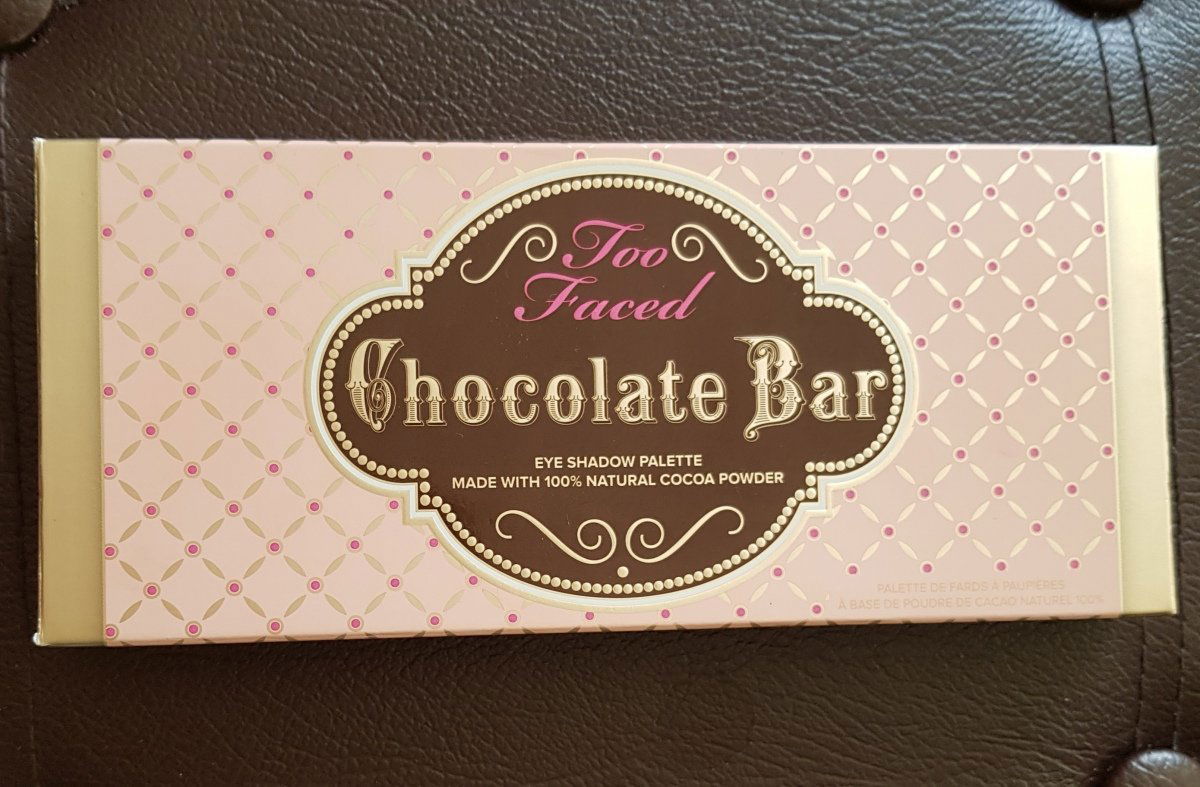 Too
Faced
Chocolate Bar
EYE SHADOW PALETTE
MADE WITH 100% NATURAL COCOA POWDER
PALETTE DE FARDS À PAUPIÈRES
À BASE DE POUDRE DE CACAO NATUREL 100%